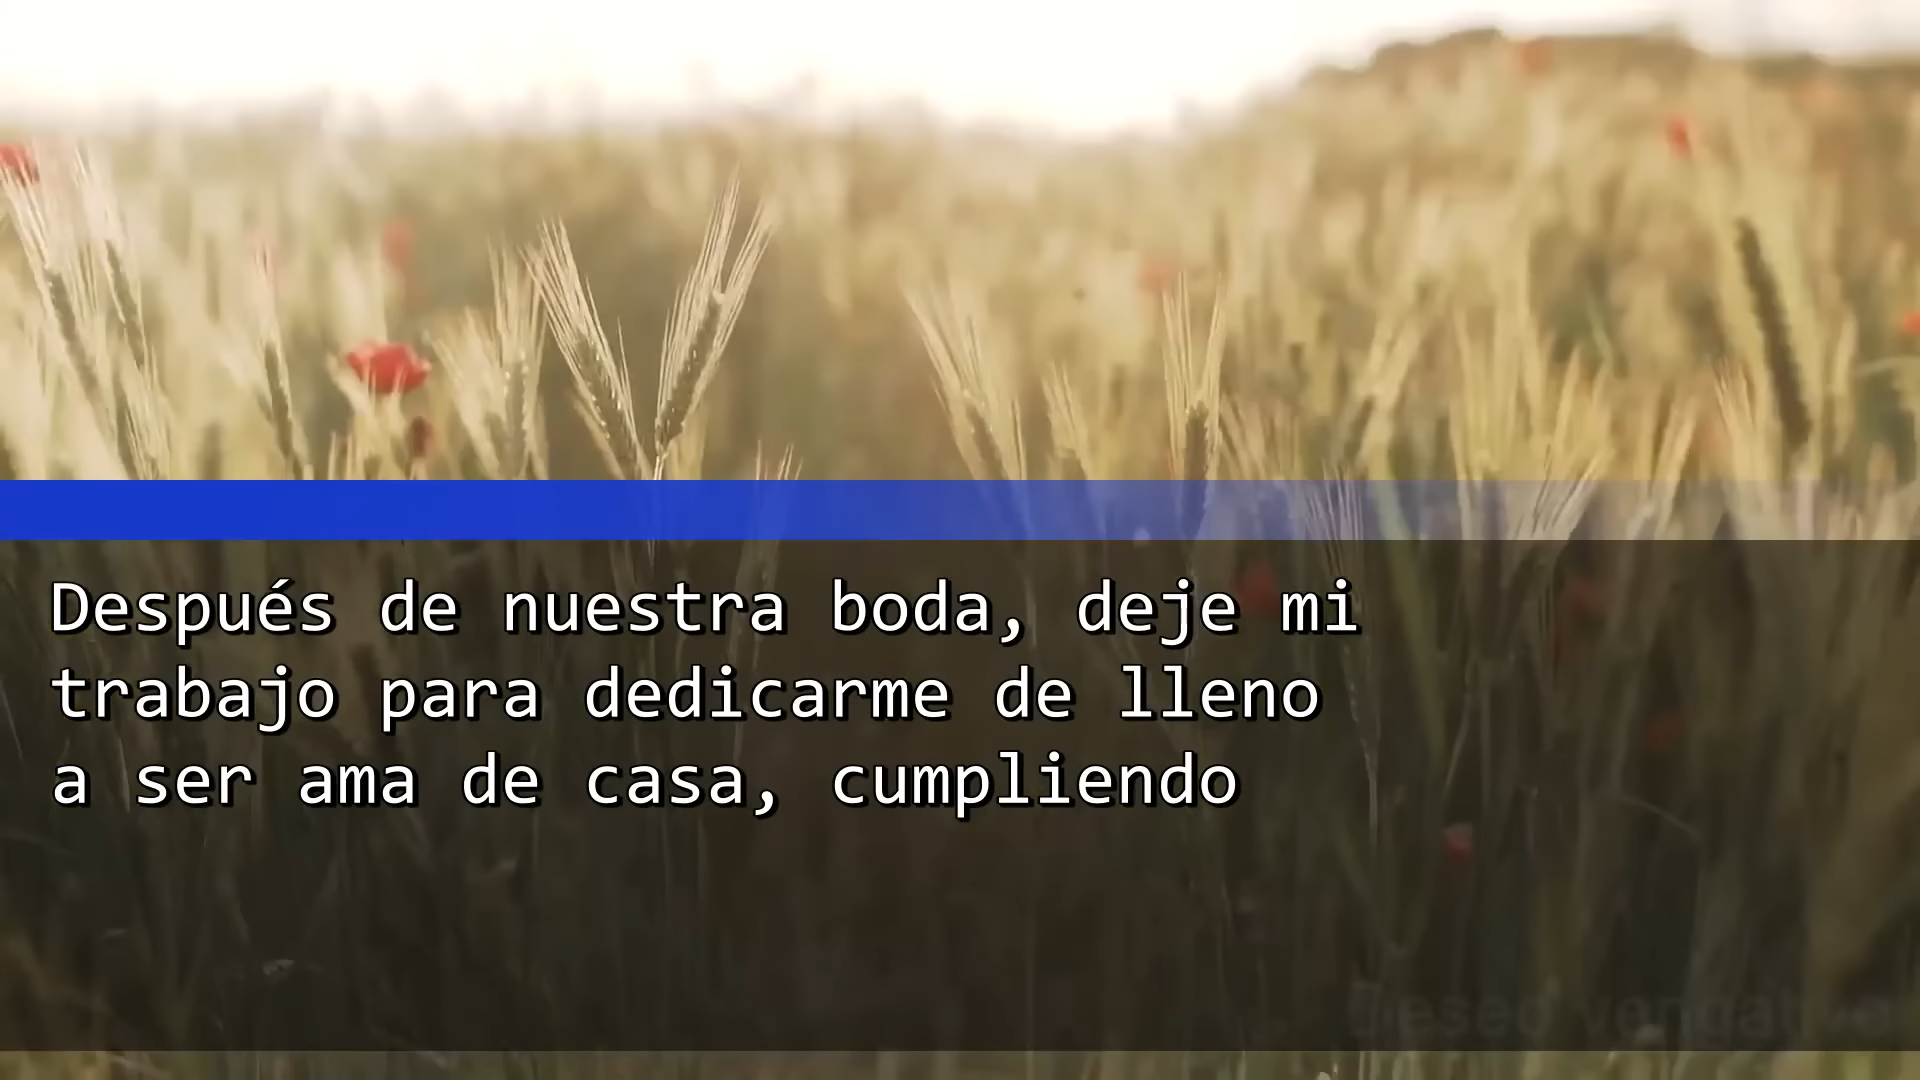 Después de nuestra boda, deje mi
trabajo para dedicarme de lleno
a ser ama de casa, cumpliendo